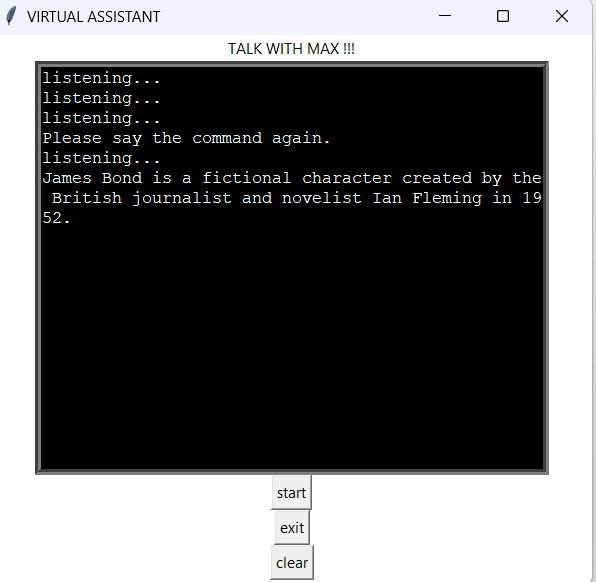 VIRTUAL ASSISTANT
TALK WITH MAX !!!
listening...
listening...
listening...
Please say the command again.
listening...
James Bond is a fictional character created by the
British journalist and novelist Ian Fleming in 19
52.
start
exit
clear